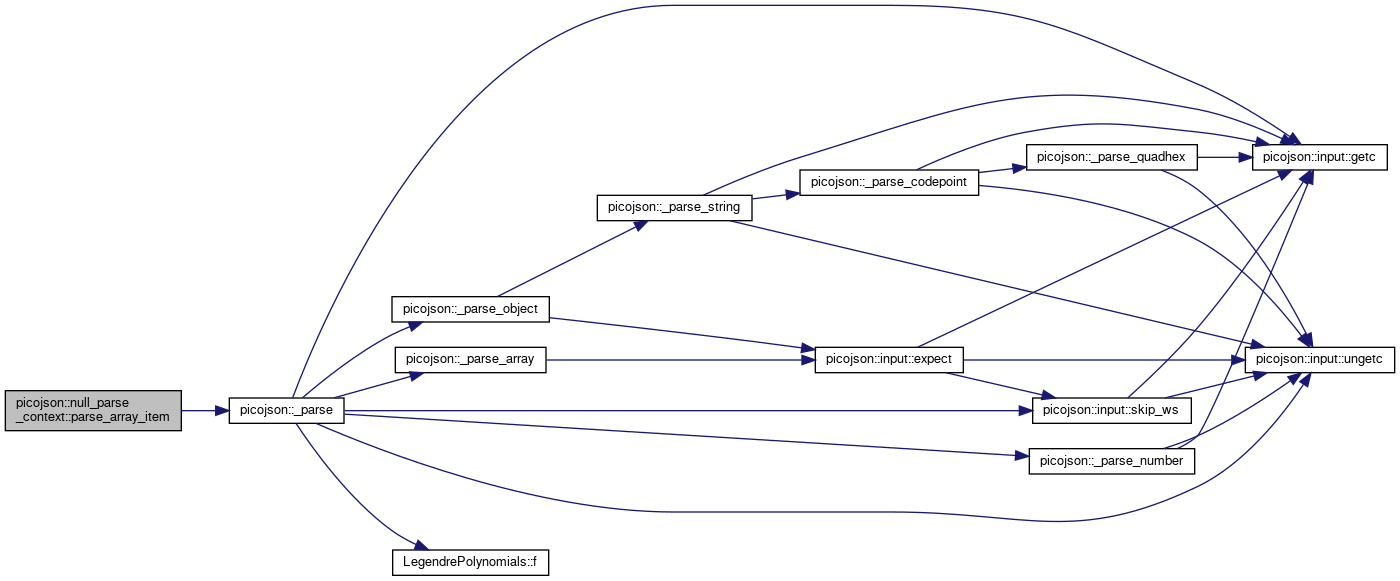 picojson::null_parse
_context::parse_array_item
picojson::_parse
picojson::_parse_object
picojson::_parse_array
LegendrePolynomials::f
picojson::_parse_string
picojson::_parse_codepoint
picojson::input::expect
picojson::_parse_quadhex
picojson::input::skip_ws
picojson::_parse_number
picojson::input::getc
picojson::input::ungetc